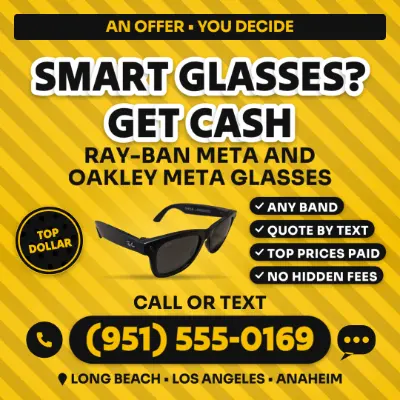 AN OFFER • YOU DECIDE
SMART GLASSES?
GET CASH
RAY-BAN META AND
OAKLEY META GLASSES
TOP
DOLLAR
Ray-Ban
✓ ANY BAND
✓ QUOTE BY TEXT
✓ TOP PRICES PAID
✓ NO HIDDEN FEES
CALL OR TEXT
(951) 555-0169
LONG BEACH • LOS ANGELES • ANAHEIM